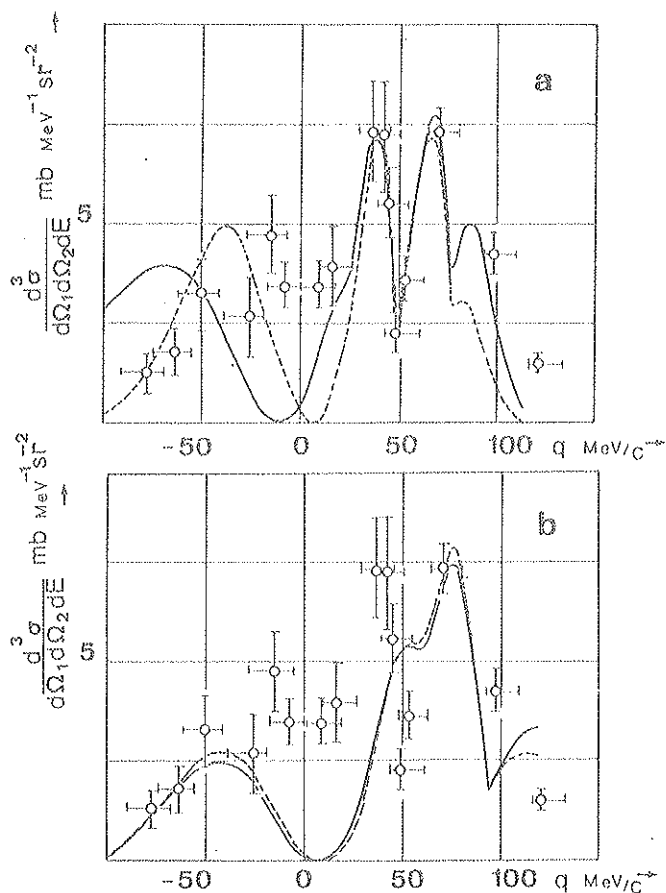 a
d³σ/dΩ₁dΩ₂dE mb MeV⁻¹ sr⁻²
5
-50 0 50 100 q MeV/C
b
d³σ/dΩ₁dΩ₂dE mb MeV⁻¹ sr⁻²
5
-50 0 50 100 q MeV/C